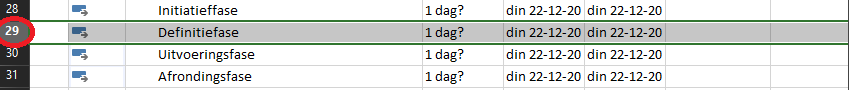 28 Initiatieffase 1 dag? din 22-12-20 din 22-12-20
29 Definitiefase 1 dag? din 22-12-20 din 22-12-20
30 Uitvoeringsfase 1 dag? din 22-12-20 din 22-12-20
31 Afrondingsfase 1 dag? din 22-12-20 din 22-12-20